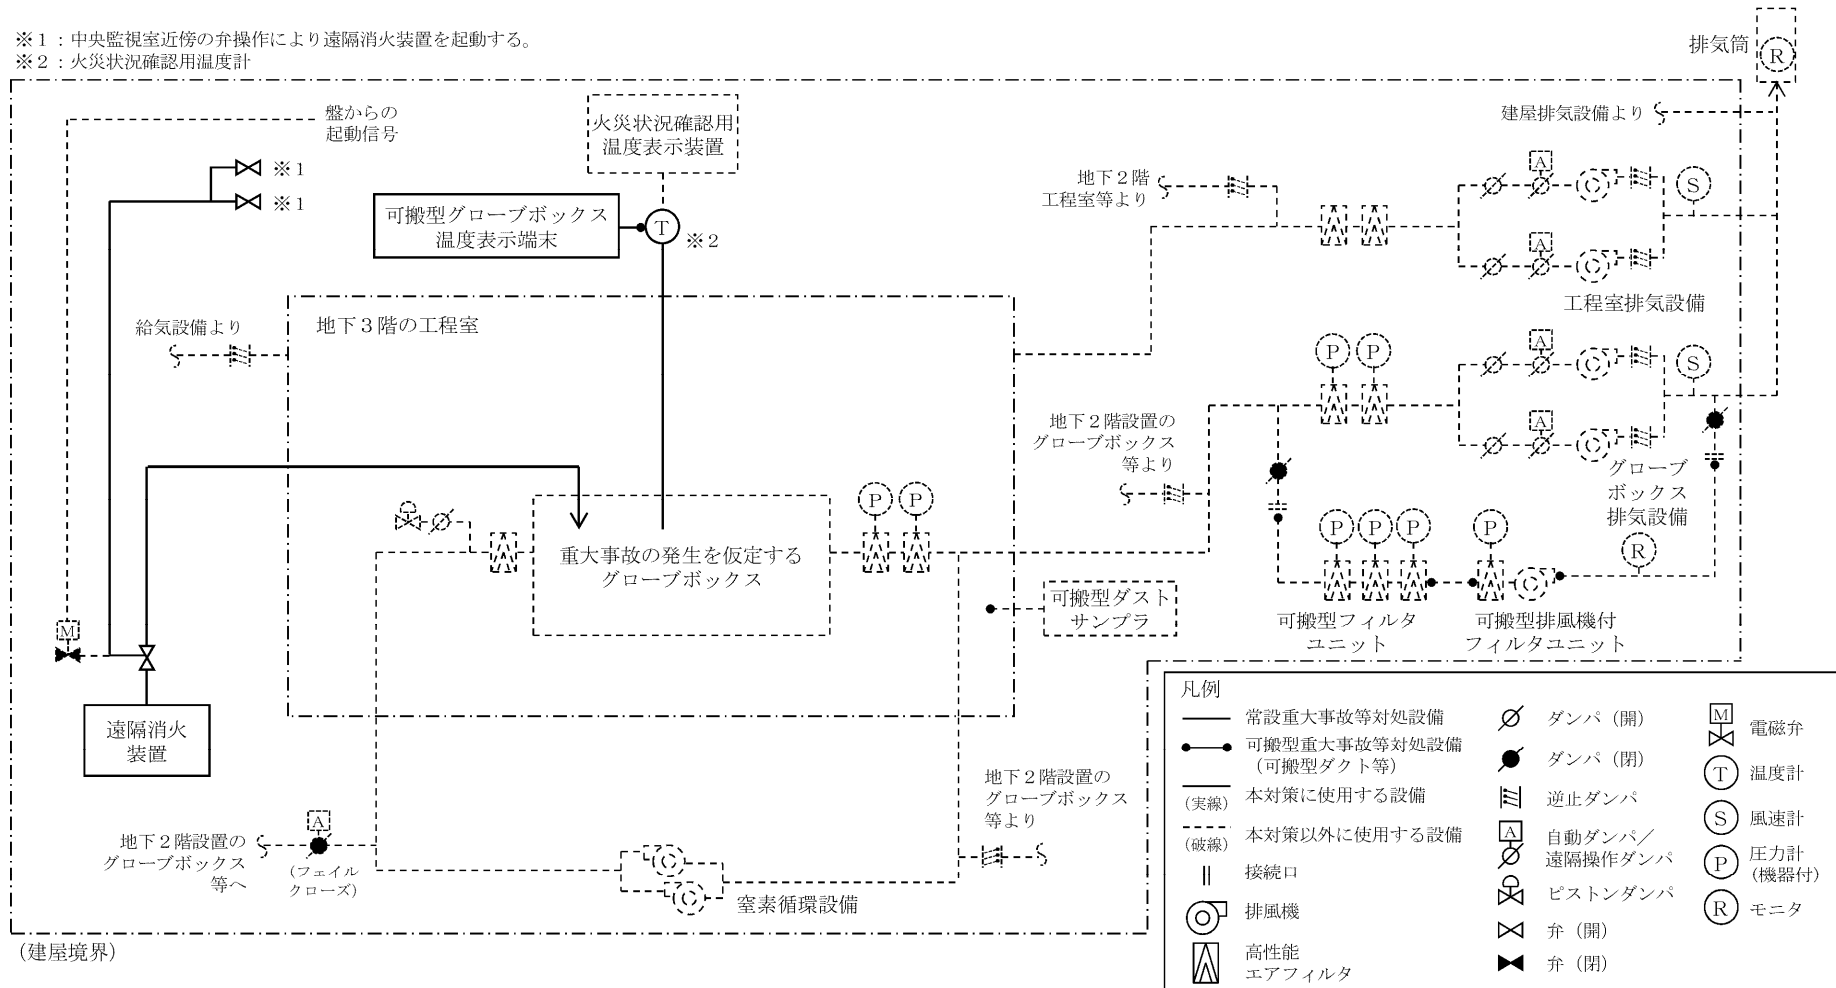 ※１：中央監視室近傍の弁操作により遠隔消火装置を起動する。
※２：火災状況確認用温度計
排気筒
R
盤からの
起動信号
火災状況確認用
温度表示装置
建屋排気設備より
※１
※１
可搬型グローブボックス
温度表示端末
T
※２
地下２階
工程室等より
A
S
A
工程室排気設備
給気設備より
地下３階の工程室
P
P
A
S
A
地下２階設置の
グローブボックス
等より
グローブ
ボックス
排気設備
P
P
重大事故の発生を仮定する
グローブボックス
P
P
P
P
R
可搬型ダスト
サンプラ
可搬型フィルタ
ユニット
可搬型排風機付
フィルタユニット
M
遠隔消火
装置
地下２階設置の
グローブボックス
等より
A
地下２階設置の
グローブボックス
等へ
（フェイル
クローズ）
窒素循環設備
（建屋境界）
凡例
常設重大事故等対処設備
可搬型重大事故等対処設備
（可搬型ダクト等）
（実線）
本対策に使用する設備
（破線）
本対策以外に使用する設備
接続口
排風機
高性能
エアフィルタ
ダンパ（開）
ダンパ（閉）
逆止ダンパ
A
自動ダンパ／
遠隔操作ダンパ
ピストンダンパ
弁（開）
弁（閉）
M
電磁弁
T
温度計
S
風速計
P
圧力計
（機器付）
R
モニタ